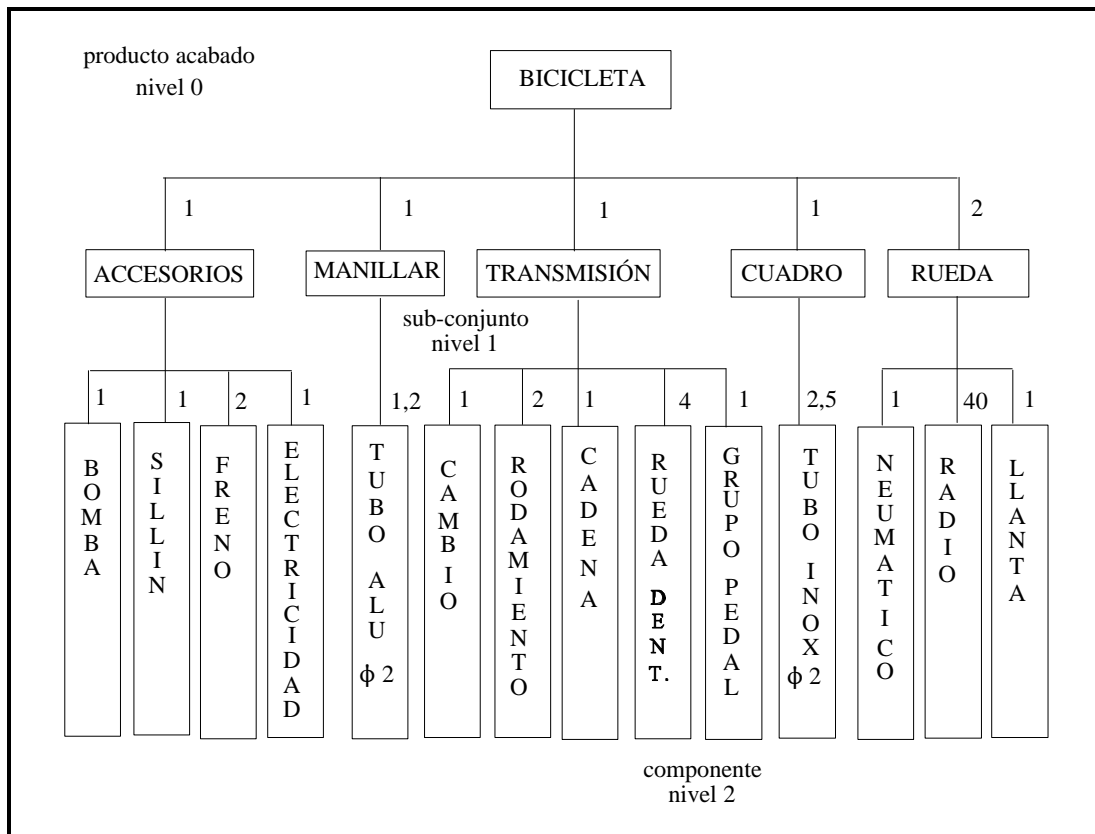 producto acabado
nivel 0
BICICLETA
1 1 1 1 2
ACCESORIOS MANILLAR TRANSMISIÓN CUADRO RUEDA
sub-conjunto
nivel 1
1 1 2 1 1,2 1 2 1 4 1 2,5 1 40 1
BOMBA
SILLIN
FRENO
ELECTRICIDAD
TUBO ALU ϕ 2
CAMBIO
RODAMIENTO
CADENA
RUEDA DENT.
GRUPO PEDAL
TUBO INOX ϕ 2
NEUMATICO
RADIO
LLANTA
componente
nivel 2